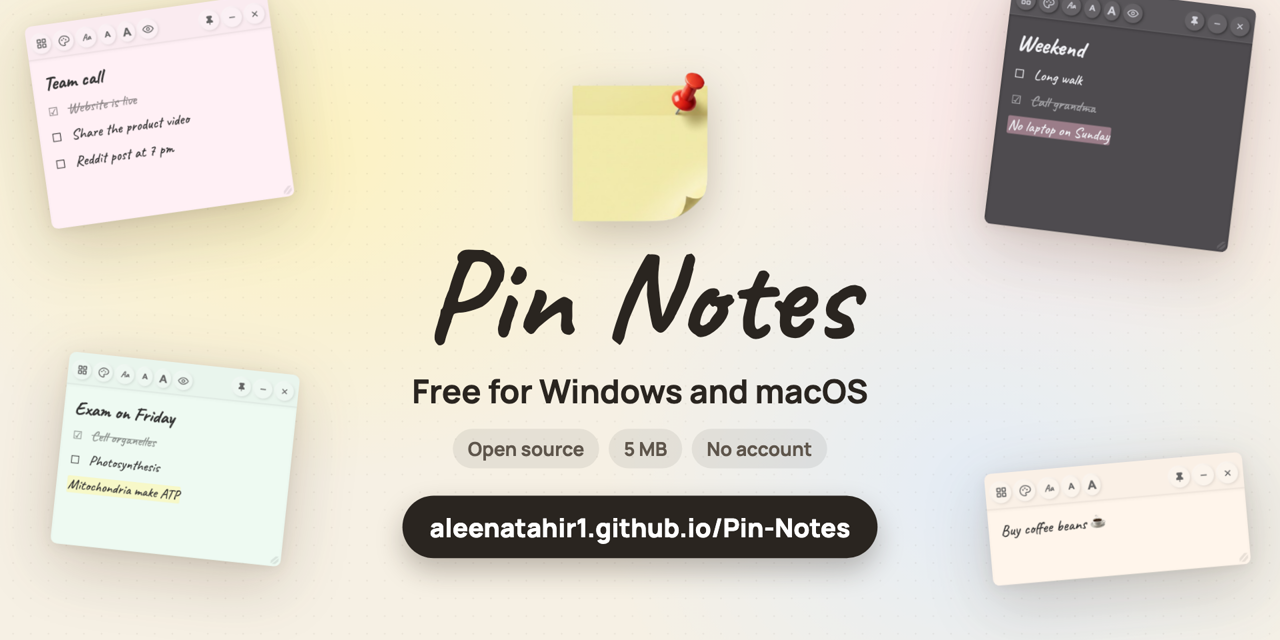 Team call
☑ Website is live
☐ Share the product video
☐ Reddit post at 7 pm
Weekend
☐ Long walk
☑ Call grandma
No laptop on Sunday
Pin Notes
Free for Windows and macOS
Open source 5 MB No account
aleenatahir1.github.io/Pin-Notes
Exam on Friday
☑ Cell organelles
☐ Photosynthesis
Mitochondria make ATP
Buy coffee beans ☕